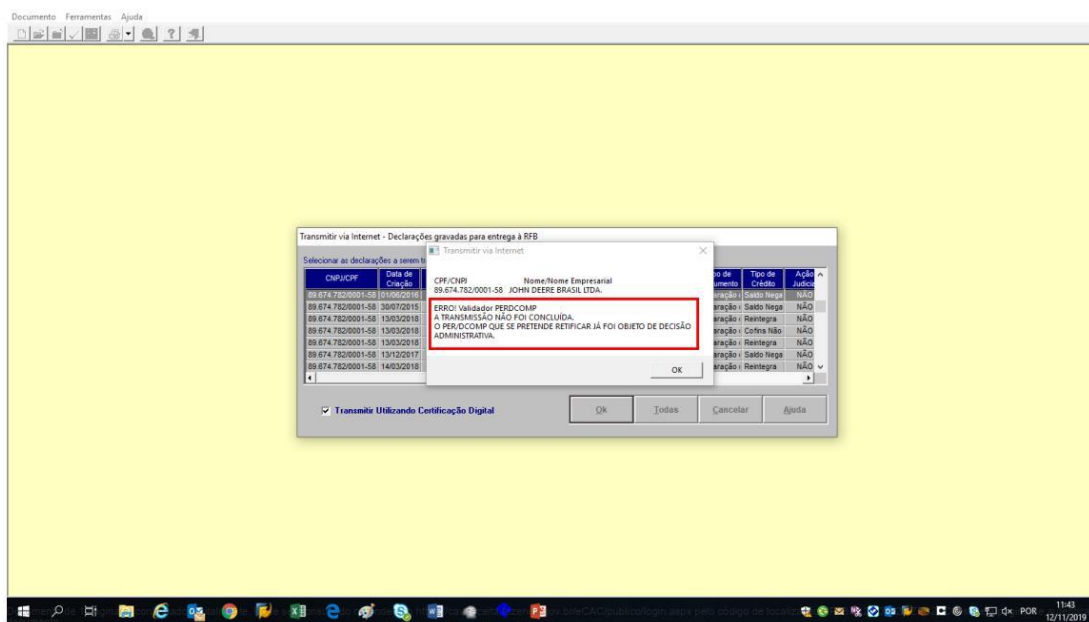 Documento Ferramentas Ajuda
Transmitir via Internet - Declarações gravadas para entrega à RFB
Selecionar as declarações a serem
Transmitir via Internet
CNPJ/CPF Data de Criação Tipo de Crédito Ação
CPF/CNPJ Nome/Nome Empresarial
89.674.782/0001-58 JOHN DEERE BRASIL LTDA.
89.674.782/0001-58 01/06/2016 Saldo Nega NÃO
89.674.782/0001-58 30/07/2015 Saldo Nega NÃO
89.674.782/0001-58 13/03/2018 Reintegra NÃO
89.674.782/0001-58 13/03/2018 Cofins Não NÃO
89.674.782/0001-58 13/03/2018 Reintegra NÃO
89.674.782/0001-58 13/12/2017 Saldo Nega NÃO
89.674.782/0001-58 14/03/2018 Reintegra NÃO
ERRO! Validador PERDCOMP
A TRANSMISSÃO NÃO FOI CONCLUÍDA.
O PER/DCOMP QUE SE PRETENDE RETIFICAR JÁ FOI OBJETO DE DECISÃO
ADMINISTRATIVA.
OK
Transmitir Utilizando Certificação Digital
Ok Todas Cancelar Ajuda
POR 11:43
12/11/2019